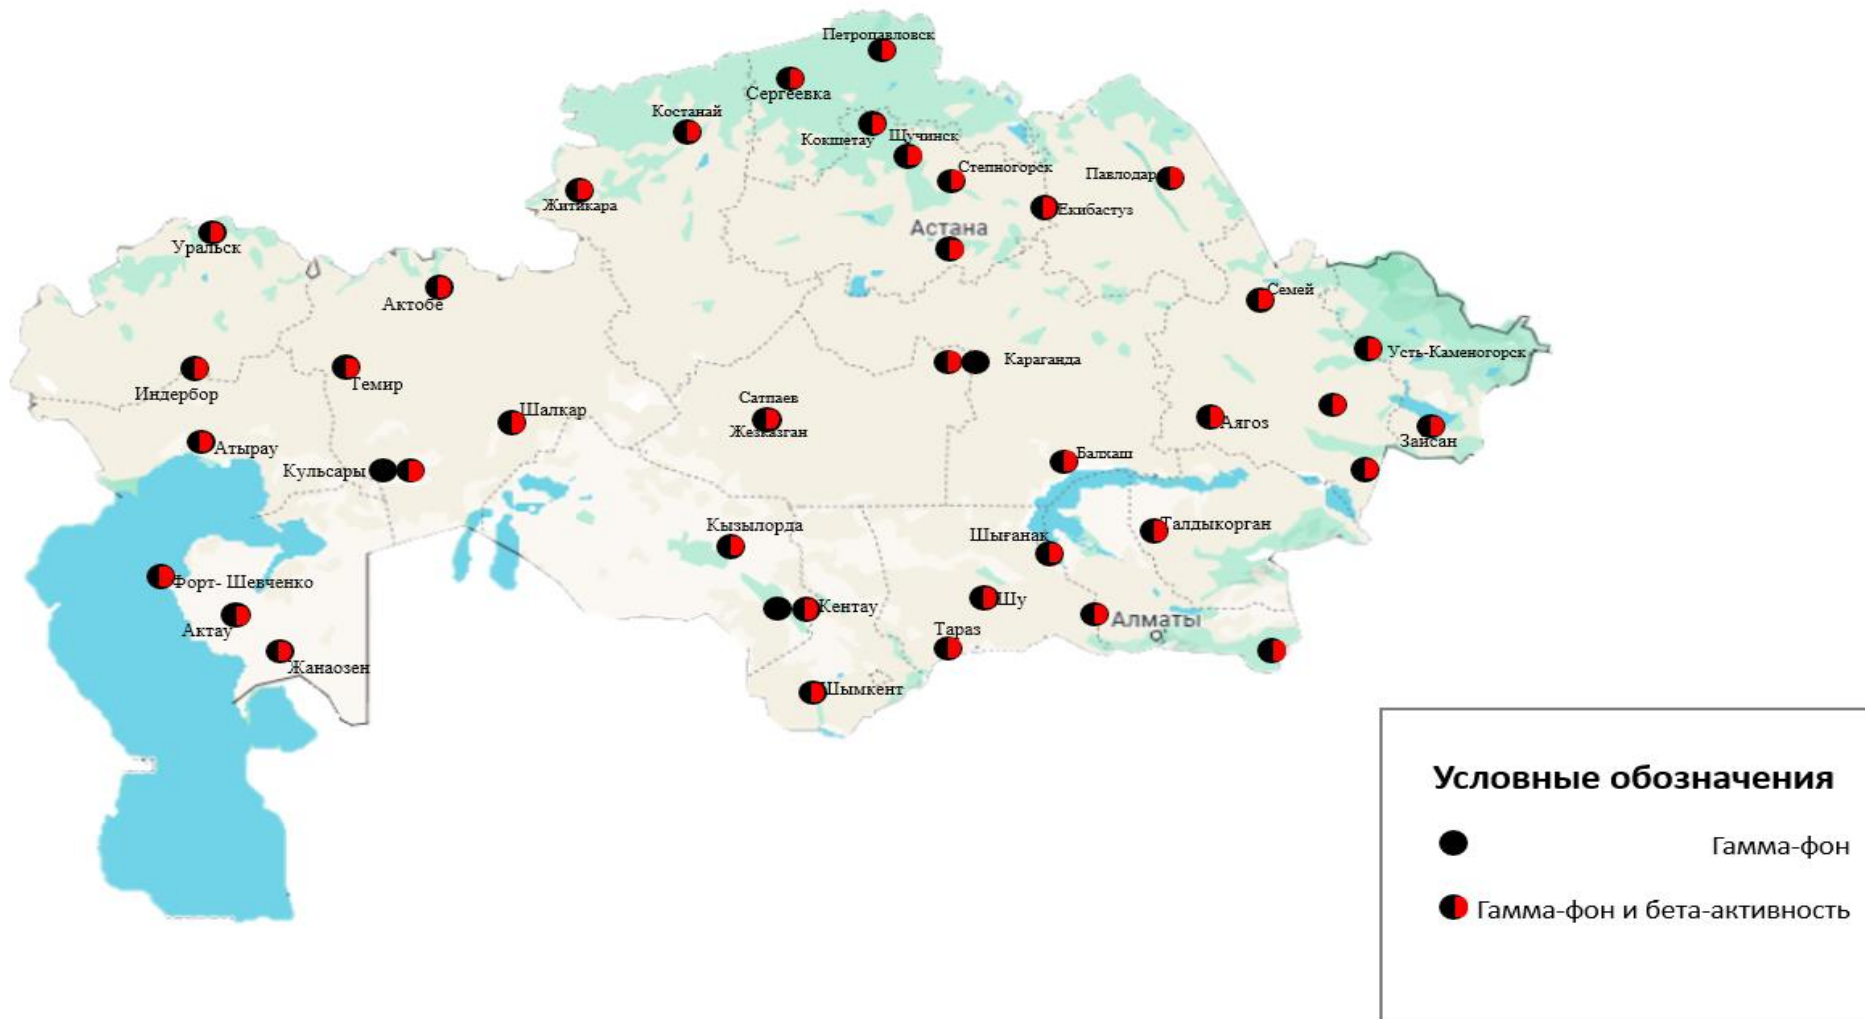 Петропавловск
Сергеевка
Костанай
Кокшетау
Щучинск
Степногорск
Павлодар
Житикара
Екибастуз
Астана
Уральск
Актобе
Семей
Усть-Каменогорск
Караганда
Индербор
Темир
Сатпаев
Жезказган
Шалкар
Аягоз
Зайсан
Атырау
Кульсары
Балхаш
Кызылорда
Талдыкорган
Шығанак
Форт- Шевченко
Шу
Кентау
Алматы
Актау
Тараз
Жанаозен
Шымкент
Условные обозначения
Гамма-фон
Гамма-фон и бета-активность